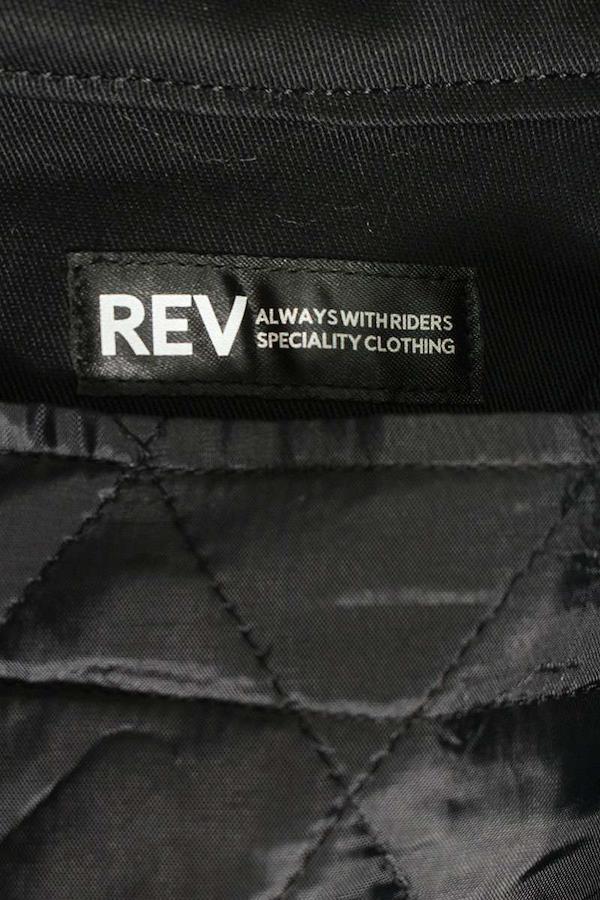 REV
ALWAYS WITH RIDERS
SPECIALITY CLOTHING